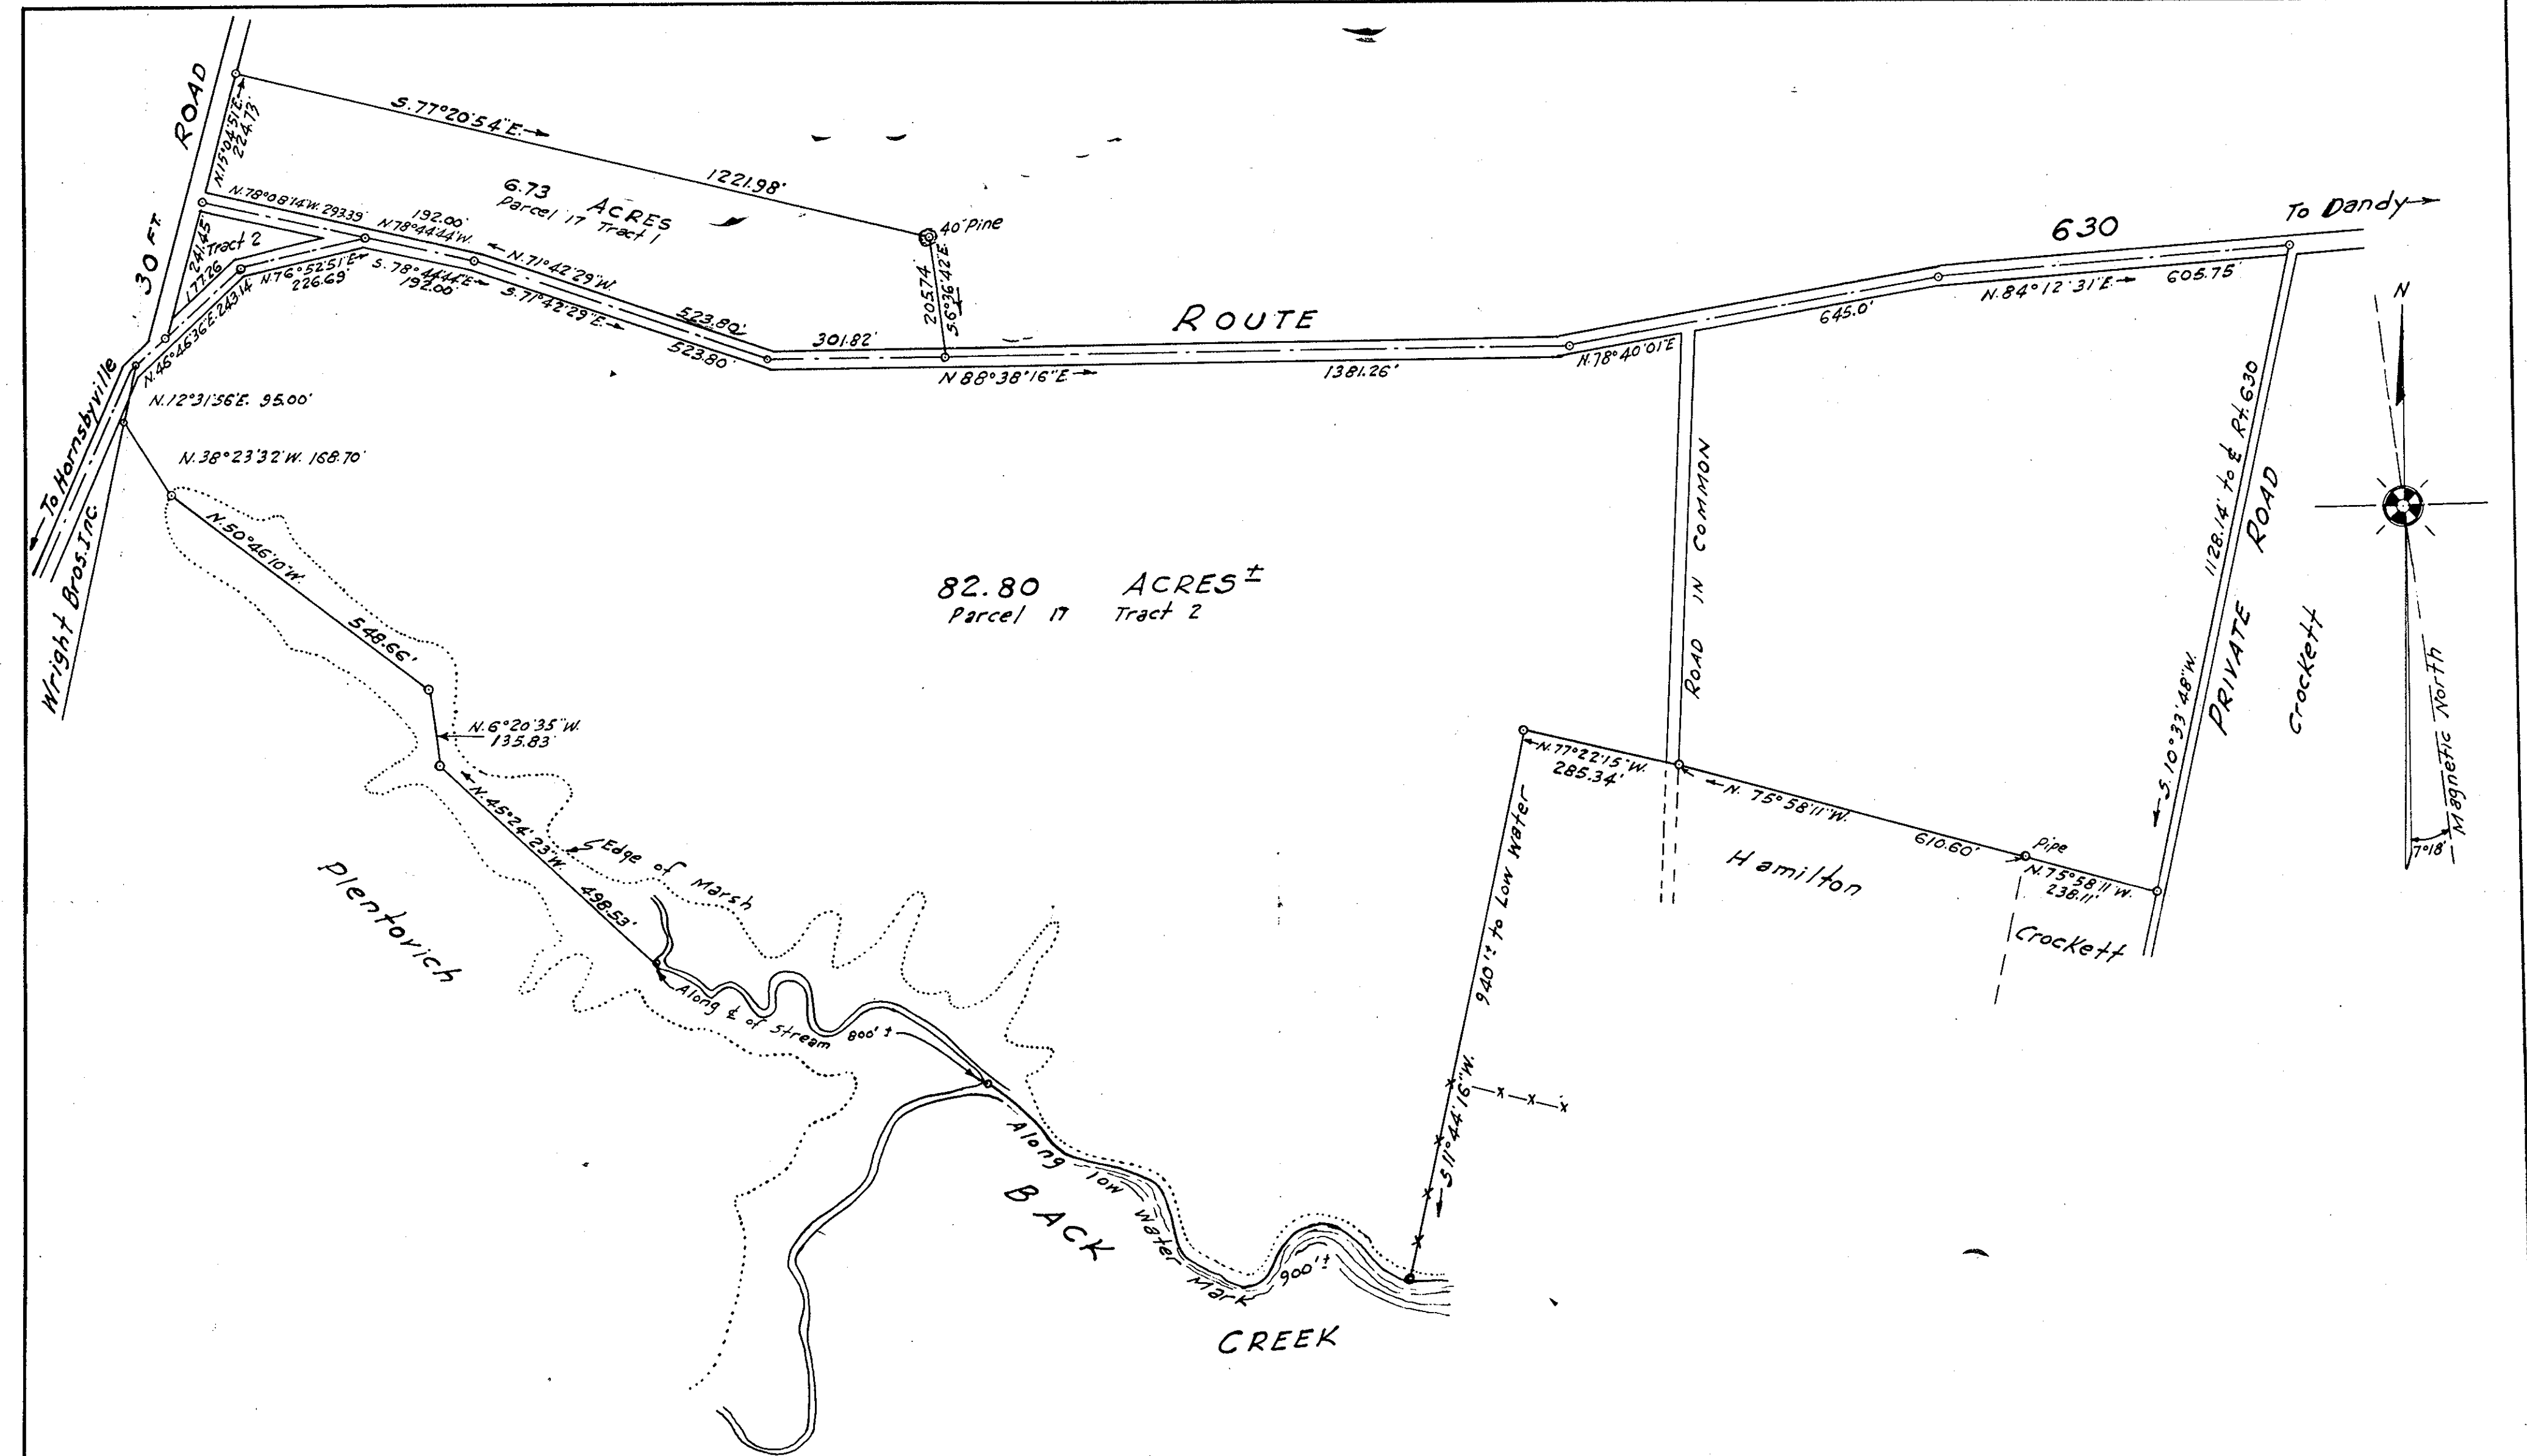 ROAD
30 FT.
N.15°04'51"E.
224.73'
S.77°20'54"E.
1221.98'
6.73 ACRES
Parcel 17 Tract 1
40" Pine
N.78°08'14"W. 293.39'
192.00'
N.78°44'44"W.
N.71°42'29"W.
523.80'
205.74'
S.6°36'42"E.
241.45
Tract 2
177.26
N.46°46'36"E. 243.14
N.76°52'51"E.
226.69'
S.78°44'44"E.
192.00'
S.71°42'29"E.
523.80'
301.82'
ROUTE
630
To Dandy
N 88°38'16"E.
1381.26'
N.78°40'01"E
645.0'
N.84°12'31"E.
605.75'
To Hornsbyville
N.12°31'56"E. 95.00'
N.38°23'32"W. 168.70'
Wright Bros. Inc.
N.50°46'10"W.
548.66'
N.6°20'35"W.
135.83'
N.45°24'23"W.
498.53'
Edge of Marsh
Plentovich
Along ℄ of Stream
800' ±
82.80 ACRES ±
Parcel 17 Tract 2
ROAD IN COMMON
1128.14' to ℄ Rt. 630
S.10°33'48"W.
PRIVATE ROAD
Crockett
N
Magnetic North
7°18'
N.77°22'15"W.
285.34'
N. 75°58'11"W.
610.60'
Pipe
N.75°58'11"W.
238.11'
Hamilton
Crockett
940' ± to Low Water
S11°44'16"W.
Along low water Mark
900' ±
BACK
CREEK